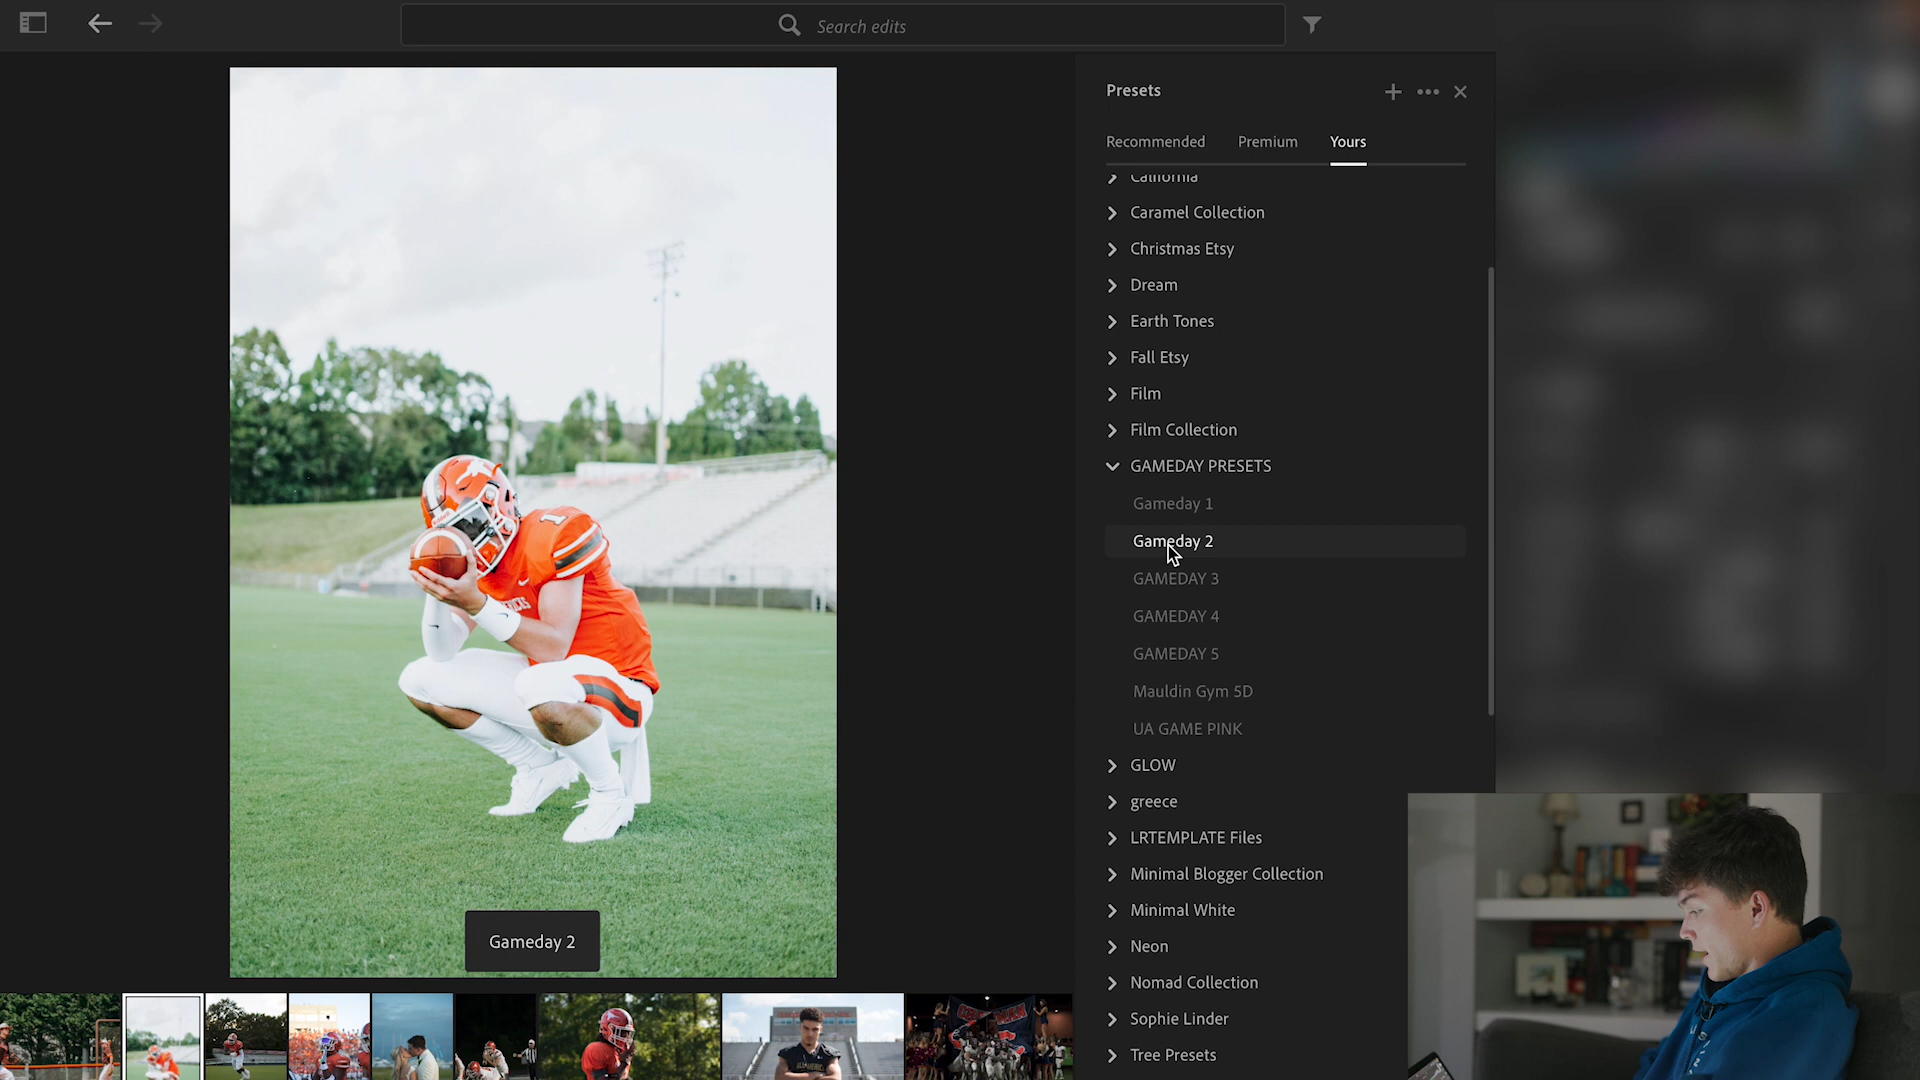 Search edits
Presets
Recommended
Premium
Yours
California
Caramel Collection
Christmas Etsy
Dream
Earth Tones
Fall Etsy
Film
Film Collection
GAMEDAY PRESETS
Gameday 1
Gameday 2
GAMEDAY 3
GAMEDAY 4
GAMEDAY 5
Mauldin Gym 5D
UA GAME PINK
GLOW
greece
LRTEMPLATE Files
Minimal Blogger Collection
Minimal White
Neon
Nomad Collection
Sophie Linder
Tree Presets
1
Gameday 2